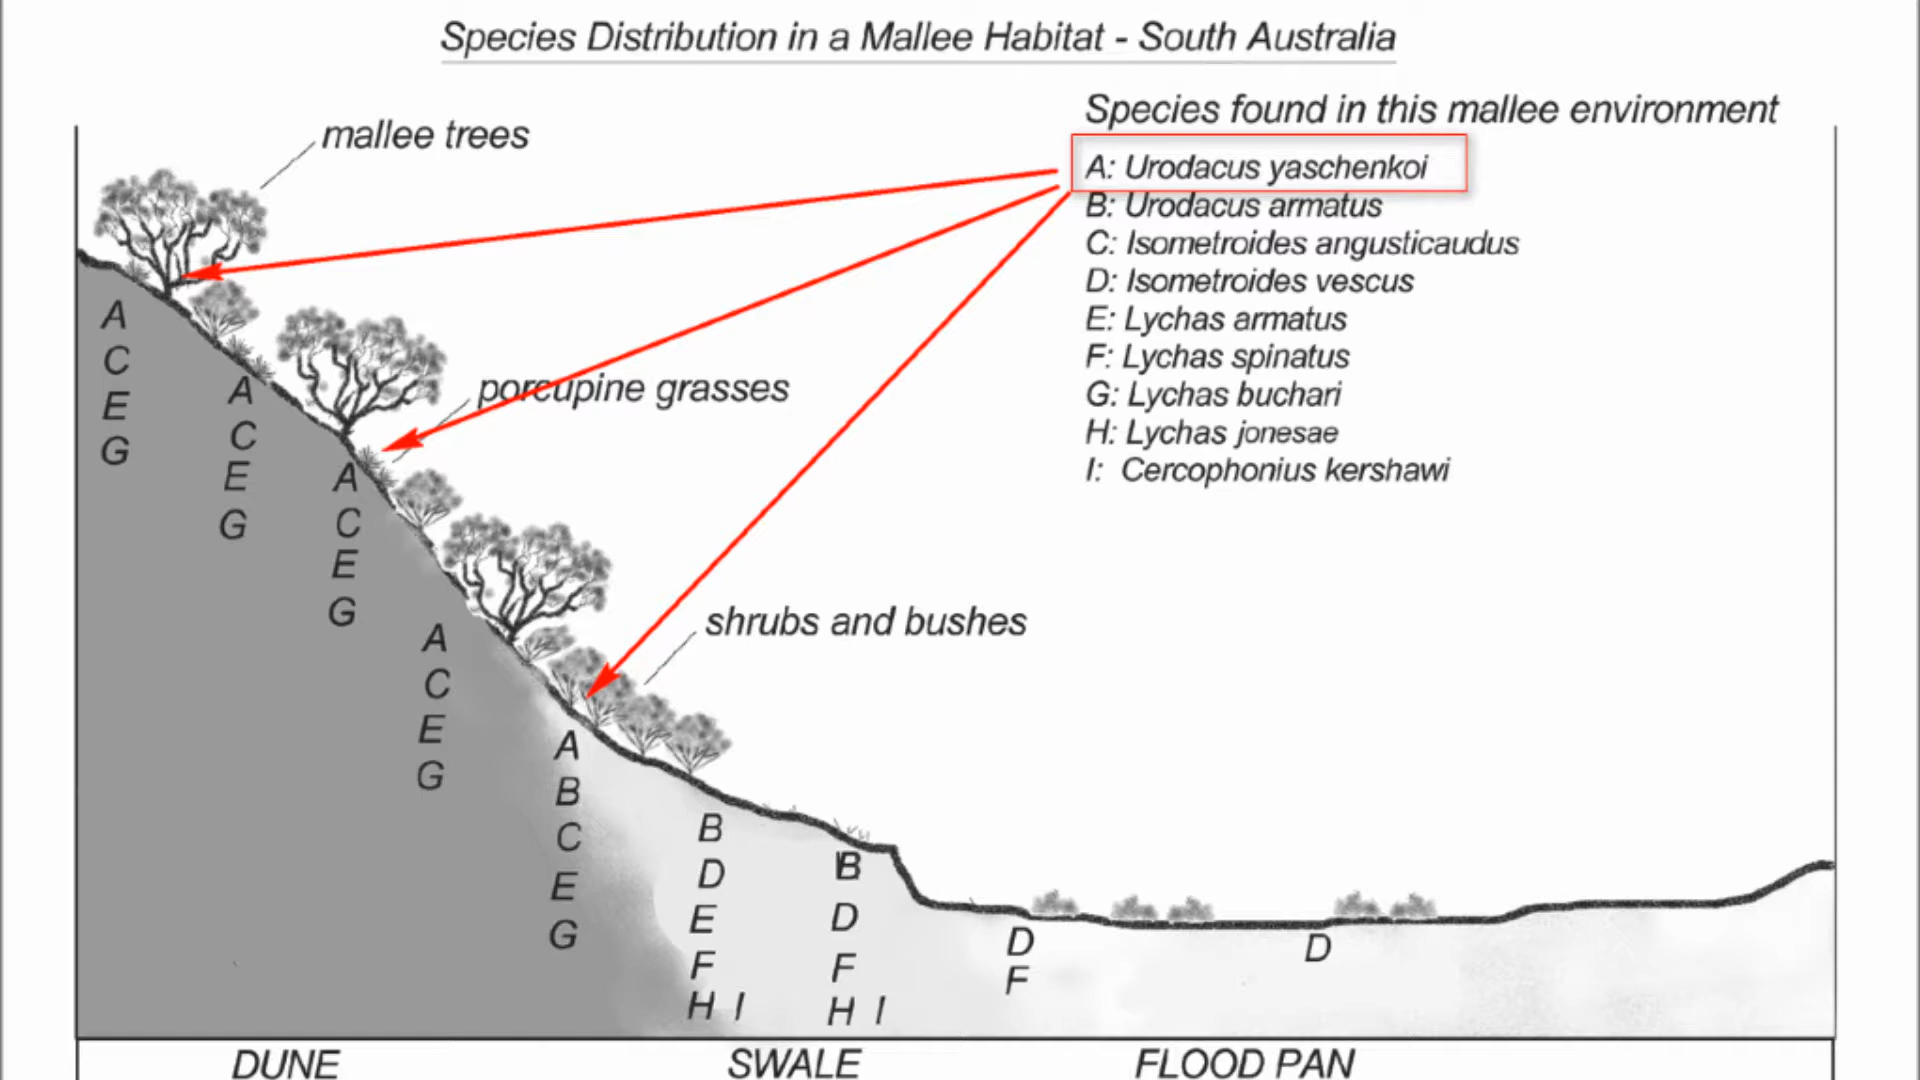 Species Distribution in a Mallee Habitat - South Australia
Species found in this mallee environment
A: Urodacus yaschenkoi
B: Urodacus armatus
C: Isometroides angusticaudus
D: Isometroides vescus
E: Lychas armatus
F: Lychas spinatus
G: Lychas buchari
H: Lychas jonesae
I: Cercophonius kershawi
mallee trees
porcupine grasses
shrubs and bushes
A
C
E
G
A
C
E
G
A
C
E
G
A
C
E
G
A
B
C
E
G
B
D
E
F
H I
B
D
F
H I
D
F
D
DUNE
SWALE
FLOOD PAN